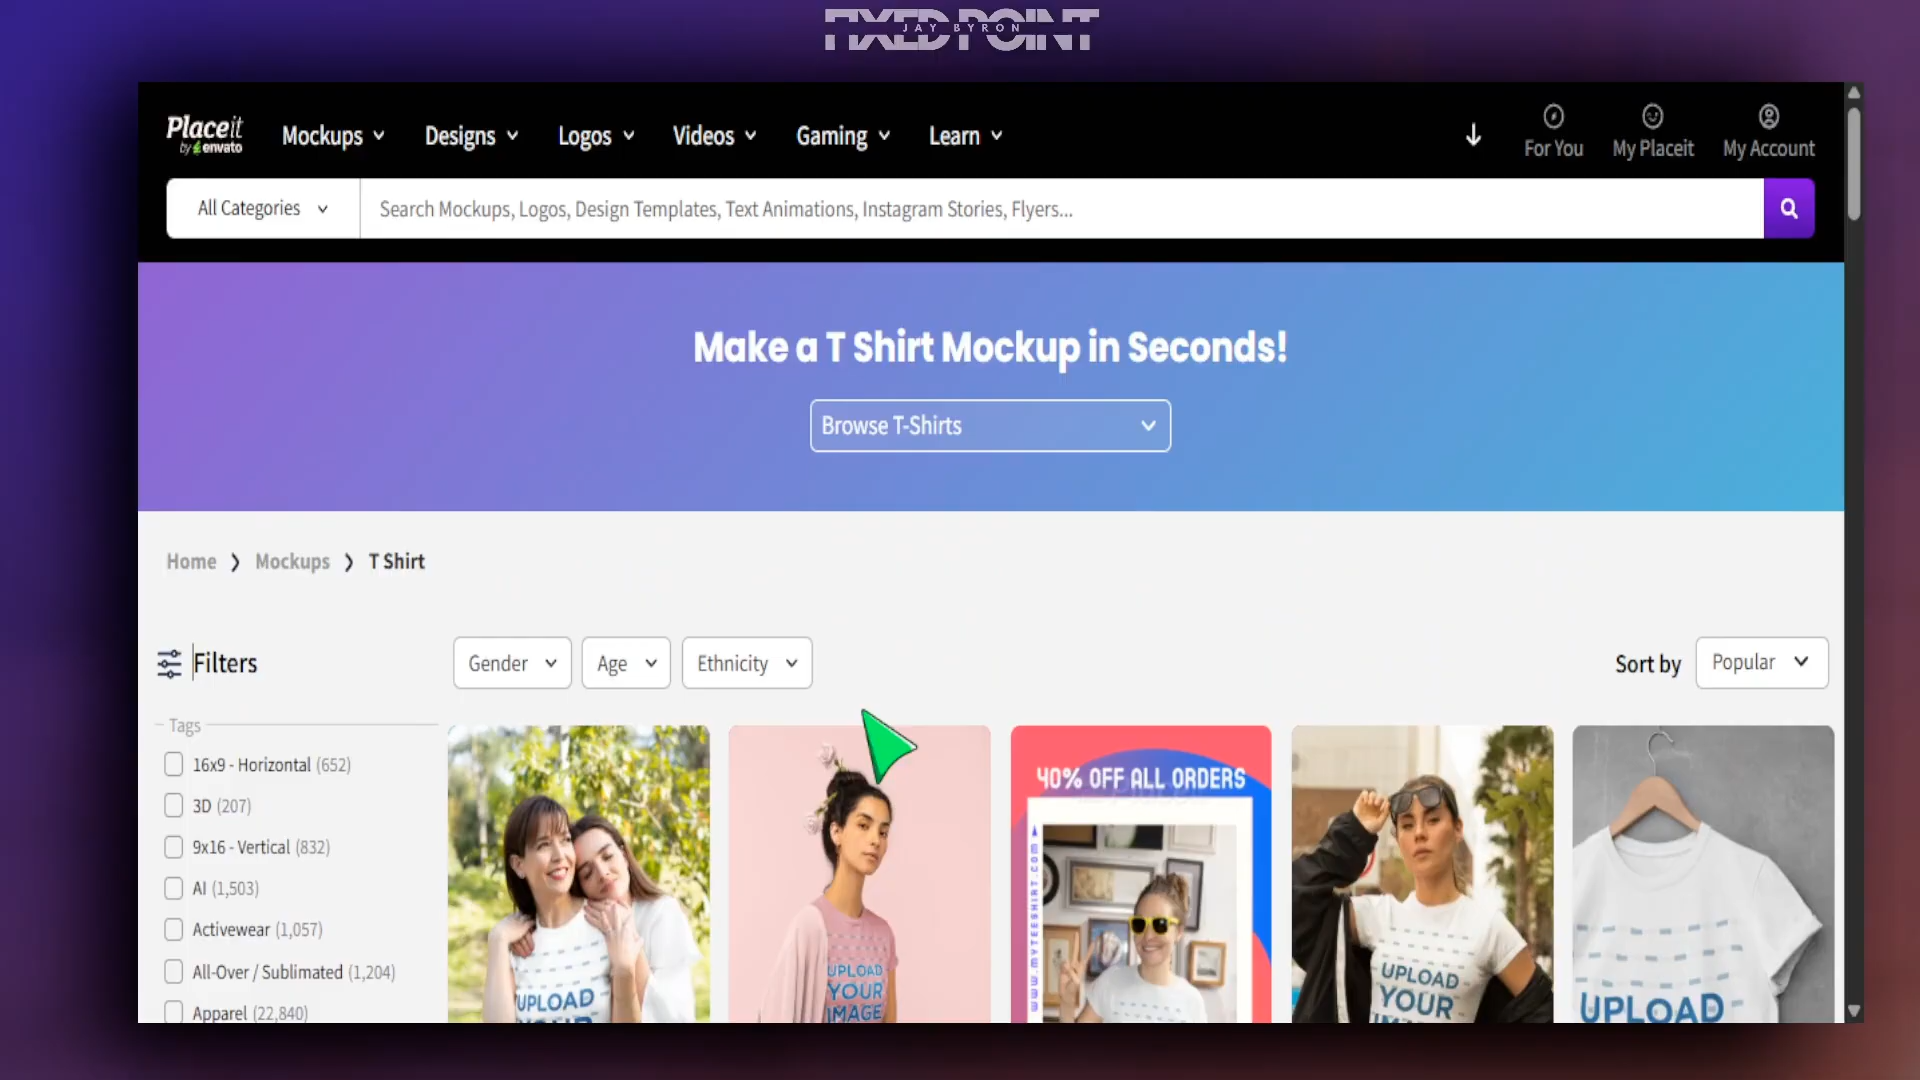 FIXED POINT
JAY BYRON
Placeit
by envato
Mockups
Designs
Logos
Videos
Gaming
Learn
For You
My Placeit
My Account
All Categories
Search Mockups, Logos, Design Templates, Text Animations, Instagram Stories, Flyers...
Make a T Shirt Mockup in Seconds!
Browse T-Shirts
Home ❯ Mockups ❯ T Shirt
Filters
Gender
Age
Ethnicity
Sort by
Popular
Tags
16x9 - Horizontal (652)
3D (207)
9x16 - Vertical (832)
AI (1,503)
Activewear (1,057)
All-Over / Sublimated (1,204)
Apparel (22,840)
UPLOAD
UPLOAD
YOUR
IMAGE
40% OFF ALL ORDERS
WWW.MYTEESHIRT.COM
UPLOAD
YOUR
UPLOAD